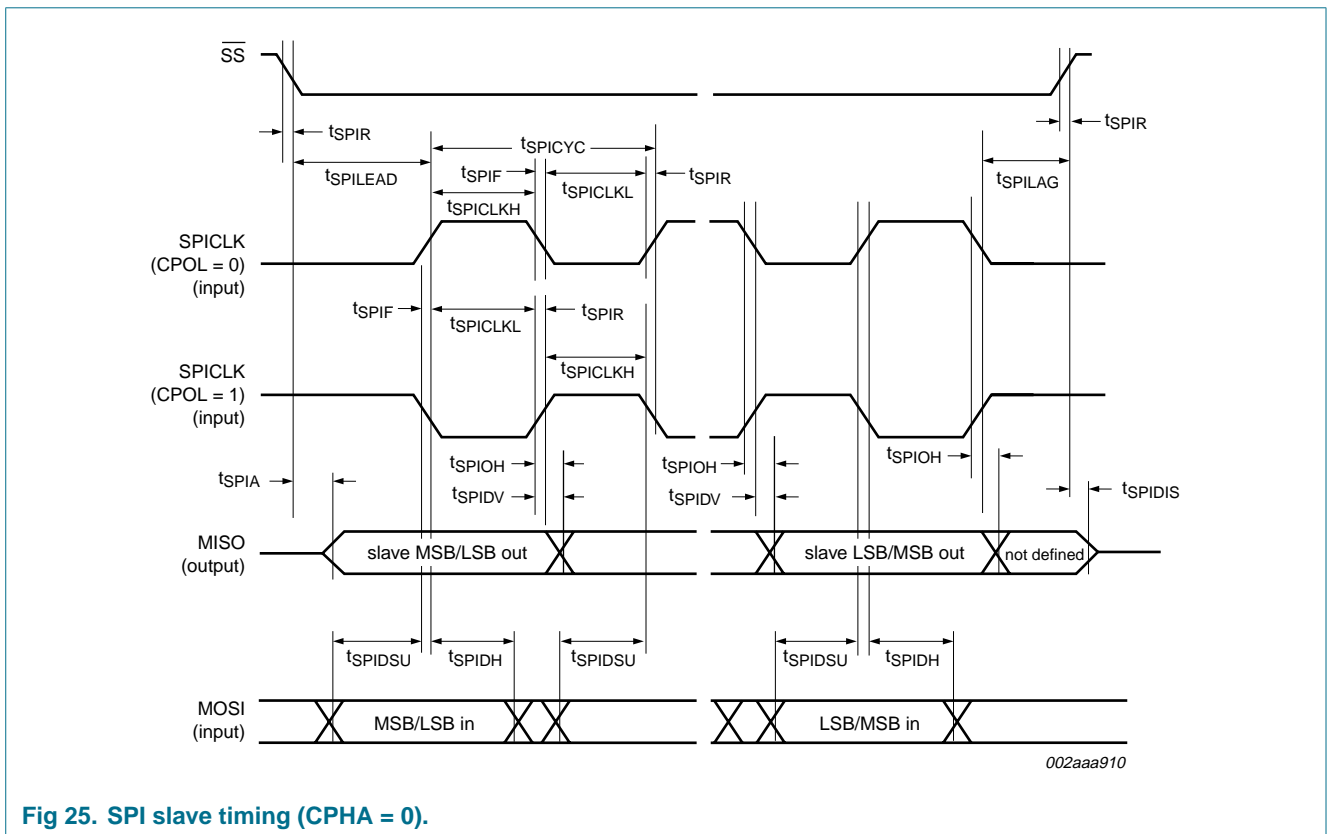 SS
tSPIR
tSPIR
tSPICYC
tSPILEAD
tSPIF
tSPICLKL
tSPIR
tSPILAG
tSPICLKH
SPICLK
(CPOL = 0)
(input)
tSPIF
tSPICLKL
tSPIR
tSPICLKH
SPICLK
(CPOL = 1)
(input)
tSPIOH
tSPIOH
tSPIOH
tSPIA
tSPIDV
tSPIDV
tSPIDIS
MISO
(output)
slave MSB/LSB out
slave LSB/MSB out
not defined
tSPIDSU
tSPIDH
tSPIDSU
tSPIDSU
tSPIDH
MOSI
(input)
MSB/LSB in
LSB/MSB in
002aaa910
Fig 25. SPI slave timing (CPHA = 0).